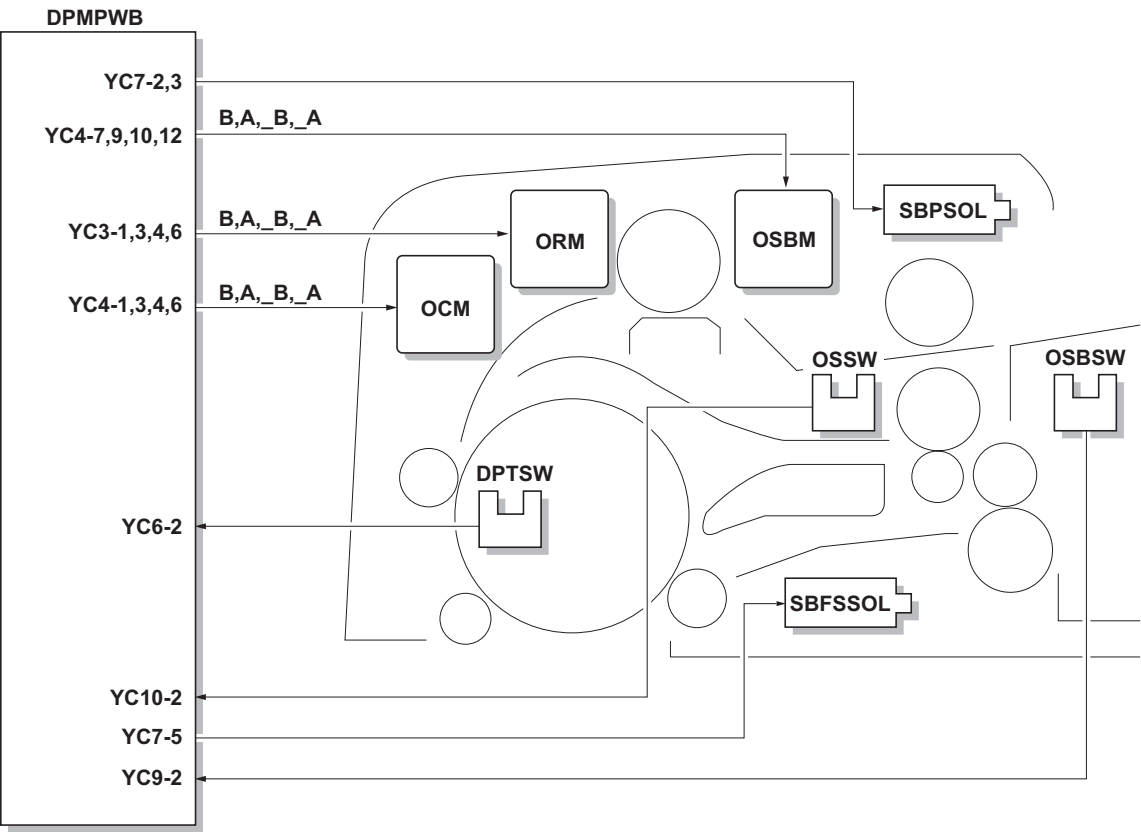 DPMPWB
YC7-2,3
YC4-7,9,10,12
B,A,_B,_A
YC3-1,3,4,6
B,A,_B,_A
YC4-1,3,4,6
B,A,_B,_A
ORM
OSBM
SBPSOL
OCM
OSSW
OSBSW
DPTSW
YC6-2
SBFSSOL
YC10-2
YC7-5
YC9-2